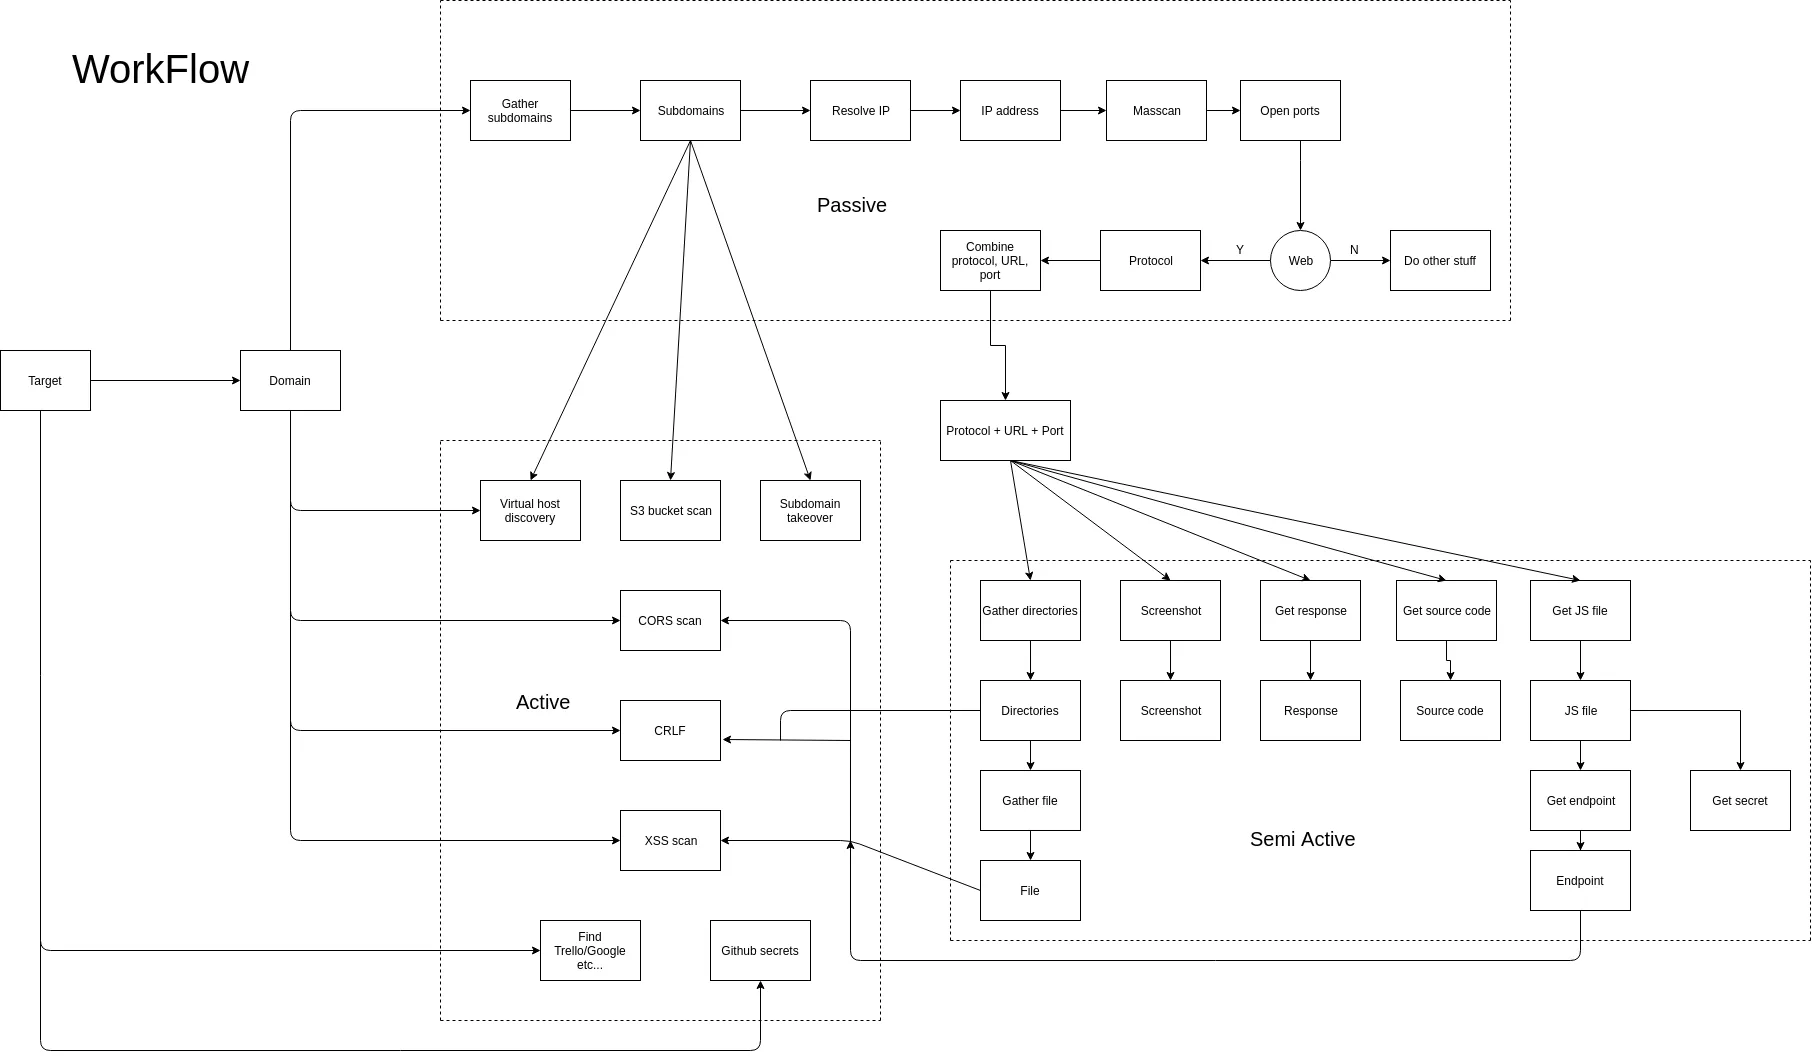 WorkFlow
Gather
subdomains
Subdomains
Resolve IP
IP address
Masscan
Open ports
Passive
Combine
protocol, URL,
port
Protocol
Y
Web
N
Do other stuff
Target
Domain
Protocol + URL + Port
Virtual host
discovery
S3 bucket scan
Subdomain
takeover
Gather directories
Screenshot
Get response
Get source code
Get JS file
CORS scan
Active
CRLF
Directories
Screenshot
Response
Source code
JS file
Gather file
Get endpoint
Get secret
XSS scan
Semi Active
File
Endpoint
Find
Trello/Google
etc...
Github secrets